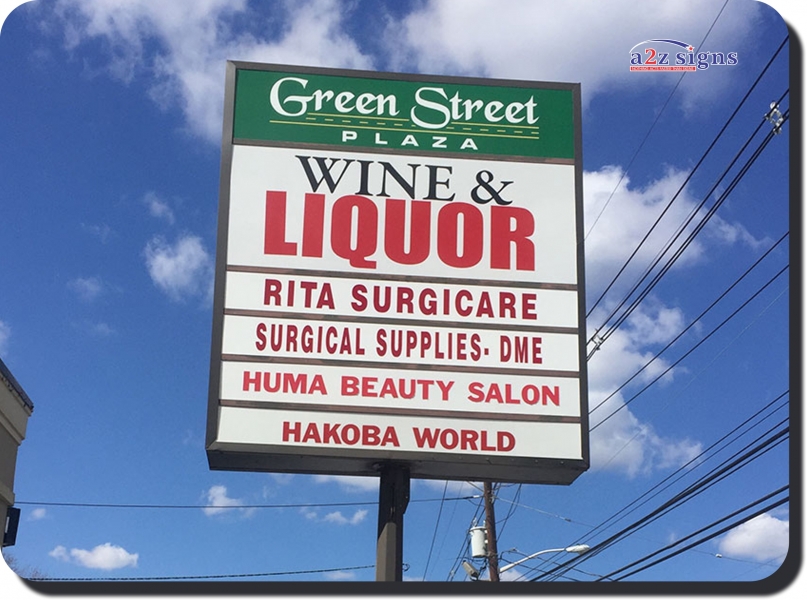 a2z signs
Green Street
PLAZA
WINE &
LIQUOR
RITA SURGICARE
SURGICAL SUPPLIES- DME
HUMA BEAUTY SALON
HAKOBA WORLD